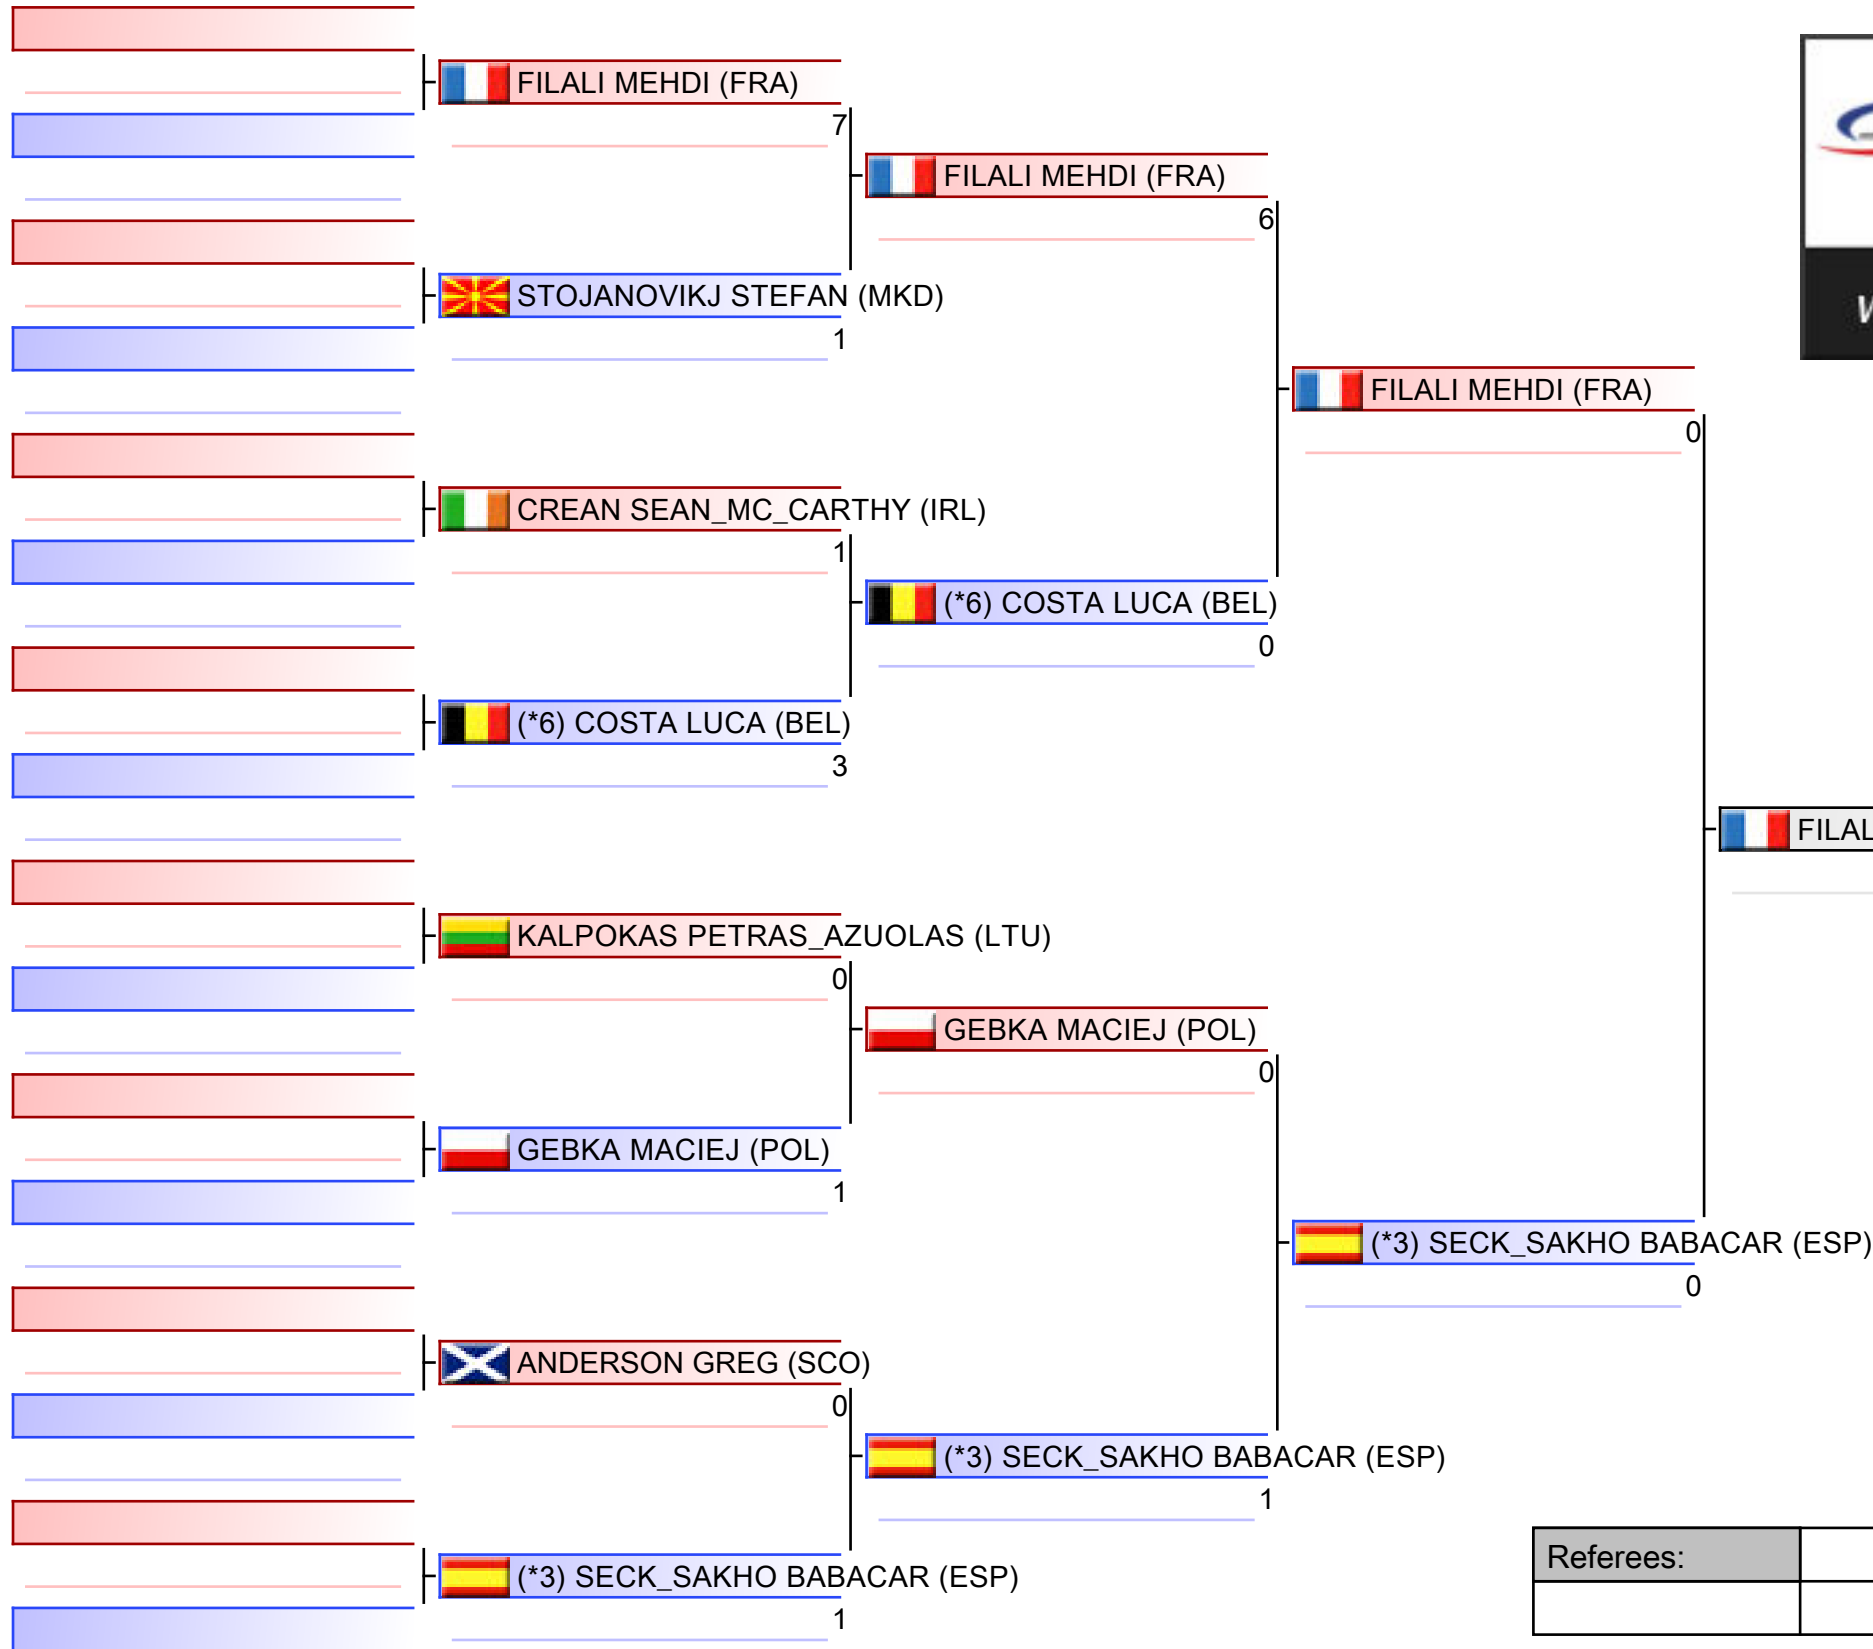 FILALI MEHDI (FRA)
7
FILALI MEHDI (FRA)
6
STOJANOVIKJ STEFAN (MKD)
1
FILALI MEHDI (FRA)
0
CREAN SEAN_MC_CARTHY (IRL)
1
(*6) COSTA LUCA (BEL)
0
(*6) COSTA LUCA (BEL)
3
FILAL
KALPOKAS PETRAS_AZUOLAS (LTU)
0
GEBKA MACIEJ (POL)
0
GEBKA MACIEJ (POL)
1
(*3) SECK_SAKHO BABACAR (ESP)
0
ANDERSON GREG (SCO)
0
(*3) SECK_SAKHO BABACAR (ESP)
1
(*3) SECK_SAKHO BABACAR (ESP)
1
Referees: